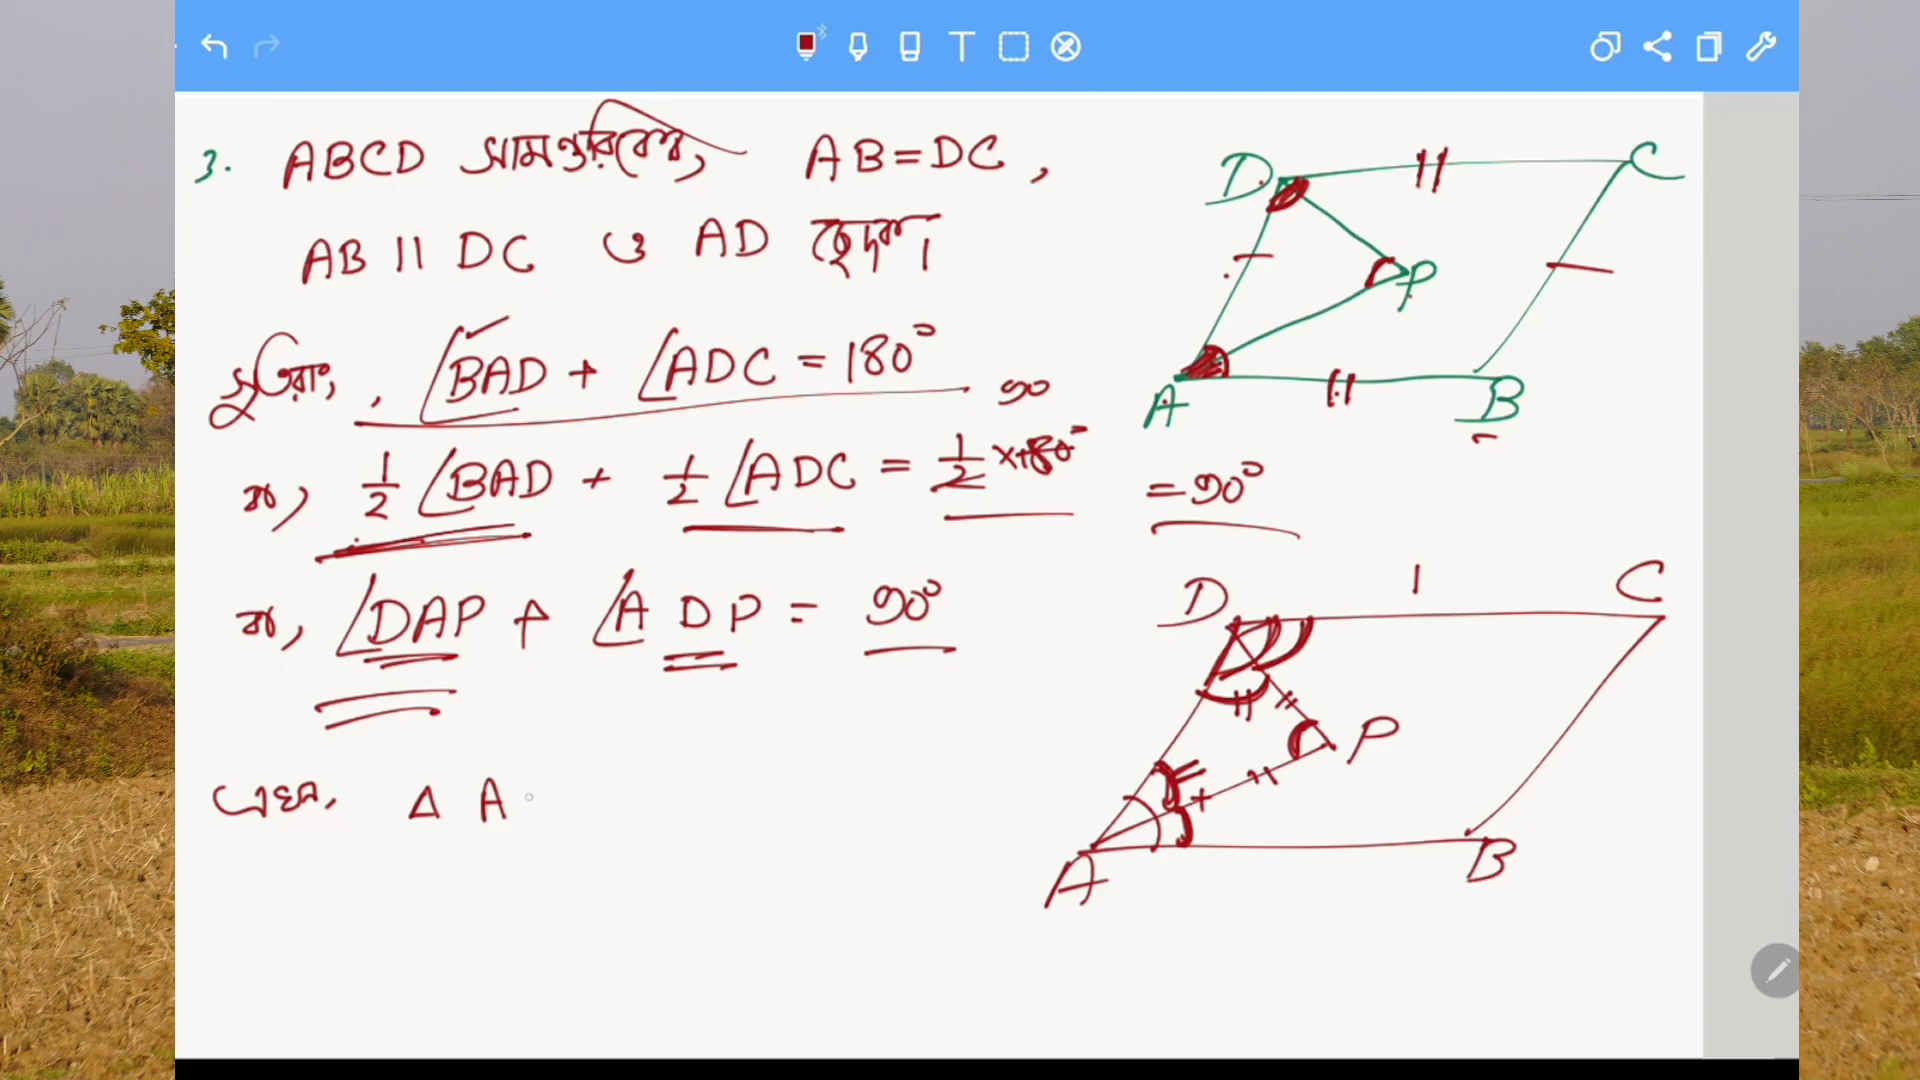 3. ABCD সামান্তরিকের, AB=DC,
AB || DC ও AD ছেদক।
সুতরাং, ∠BAD + ∠ADC = 180°
90
বা, 1/2 ∠BAD + 1/2 ∠ADC = 1/2 × 180° = 90°
বা, ∠DAP + ∠ADP = 90°
এখন, Δ A
D C
P
A B
D C
P
A B
T